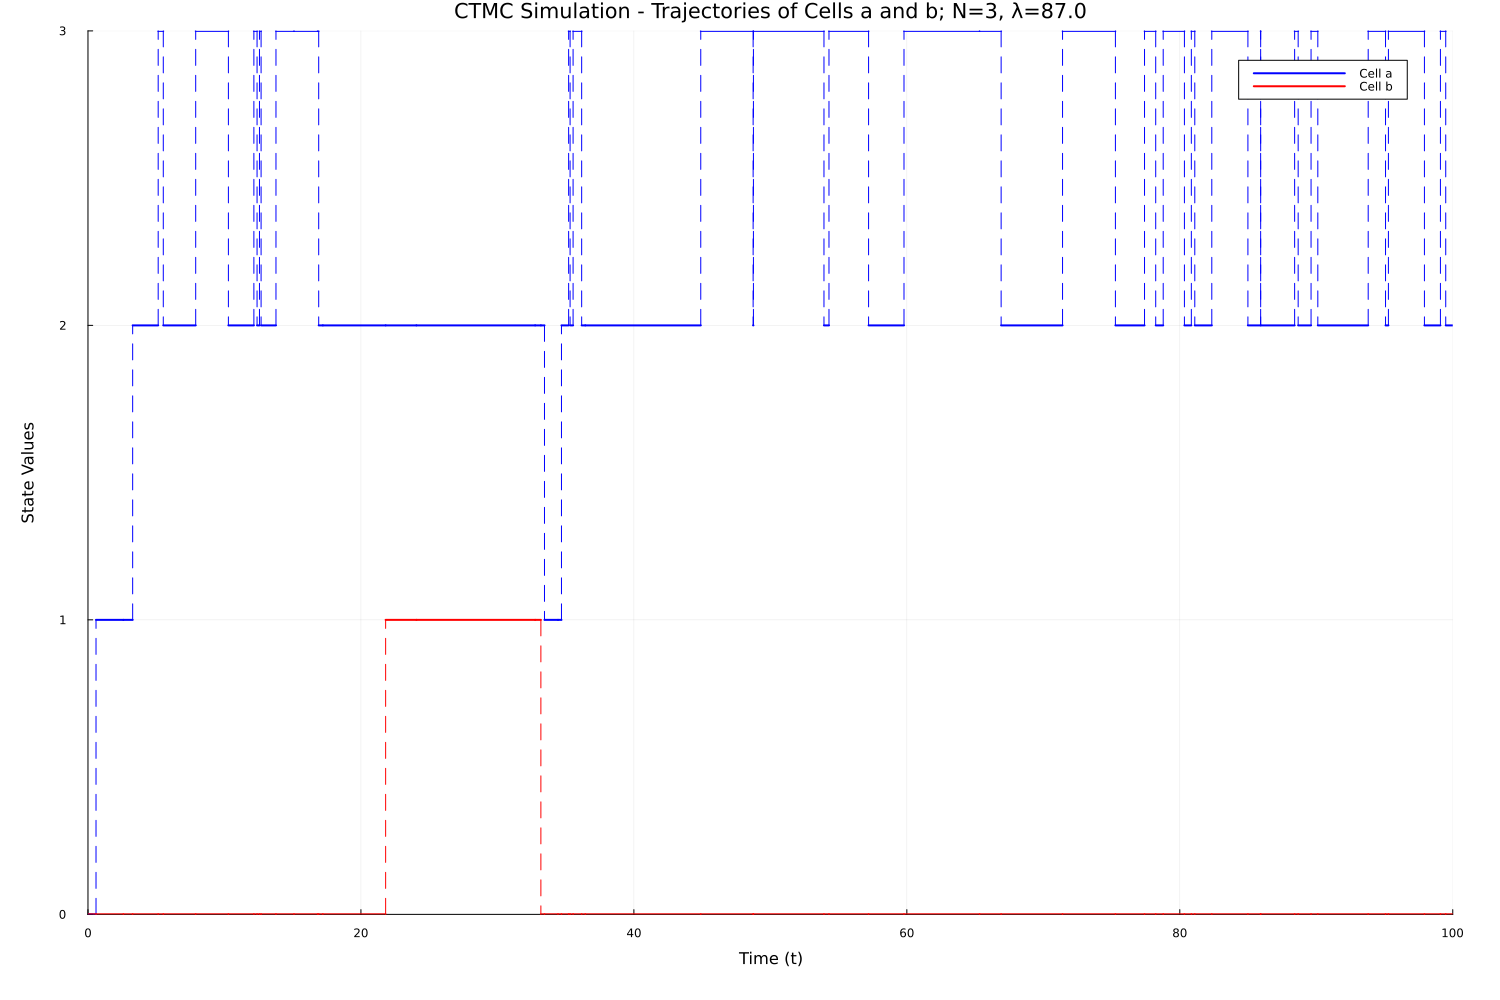 CTMC Simulation - Trajectories of Cells a and b; N=3, λ=87.0
3
Cell a
Cell b
2
State Values
1
0
0 20 40 60 80 100
Time (t)